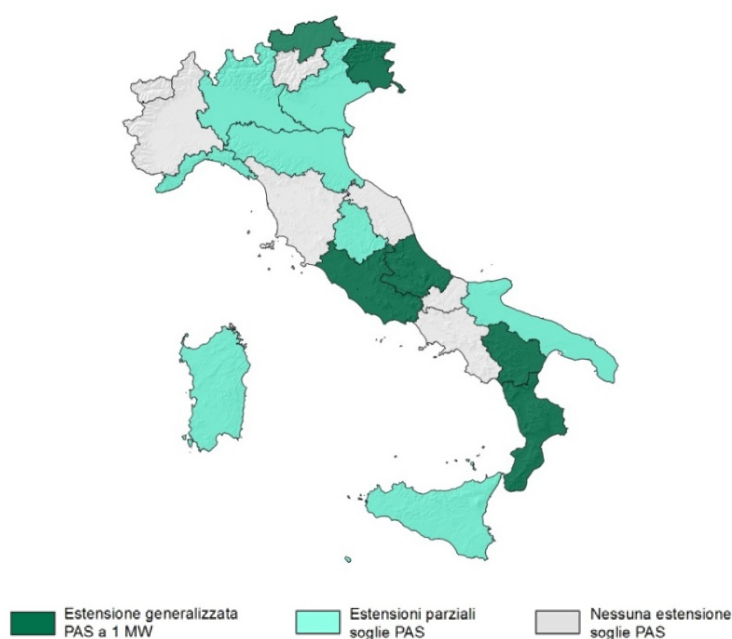 Estensione generalizzata
PAS a 1 MW
Estensioni parziali
soglie PAS
Nessuna estensione
soglie PAS